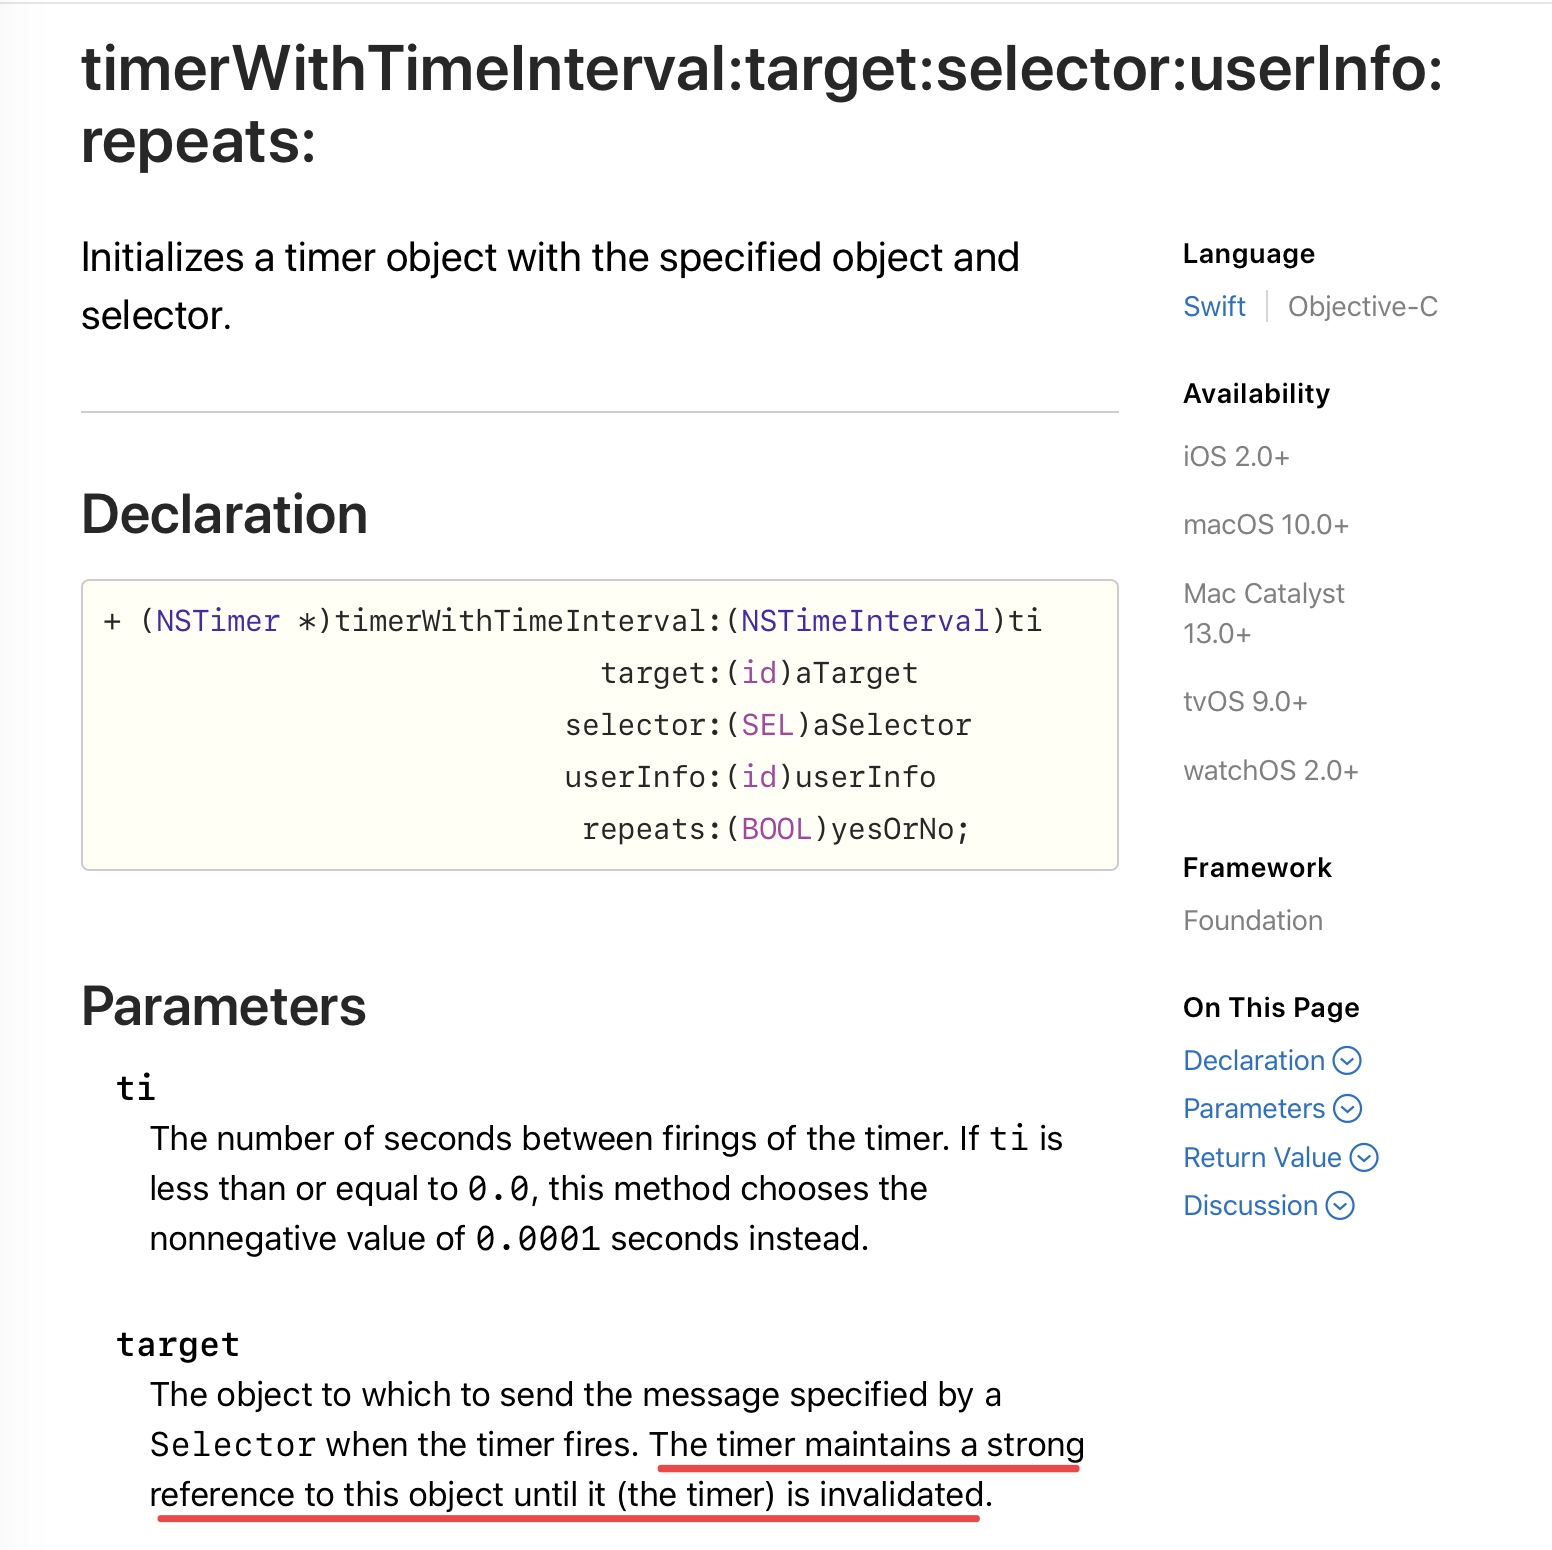 timerWithTimeInterval:target:selector:userInfo:
repeats:
Initializes a timer object with the specified object and
selector.
Declaration
+ (NSTimer *)timerWithTimeInterval:(NSTimeInterval)ti
target:(id)aTarget
selector:(SEL)aSelector
userInfo:(id)userInfo
repeats:(BOOL)yesOrNo;
Parameters
ti
The number of seconds between firings of the timer. If ti is
less than or equal to 0.0, this method chooses the
nonnegative value of 0.0001 seconds instead.
target
The object to which to send the message specified by a
Selector when the timer fires. The timer maintains a strong
reference to this object until it (the timer) is invalidated.
Language
Swift | Objective-C
Availability
iOS 2.0+
macOS 10.0+
Mac Catalyst
13.0+
tvOS 9.0+
watchOS 2.0+
Framework
Foundation
On This Page
Declaration
Parameters
Return Value
Discussion